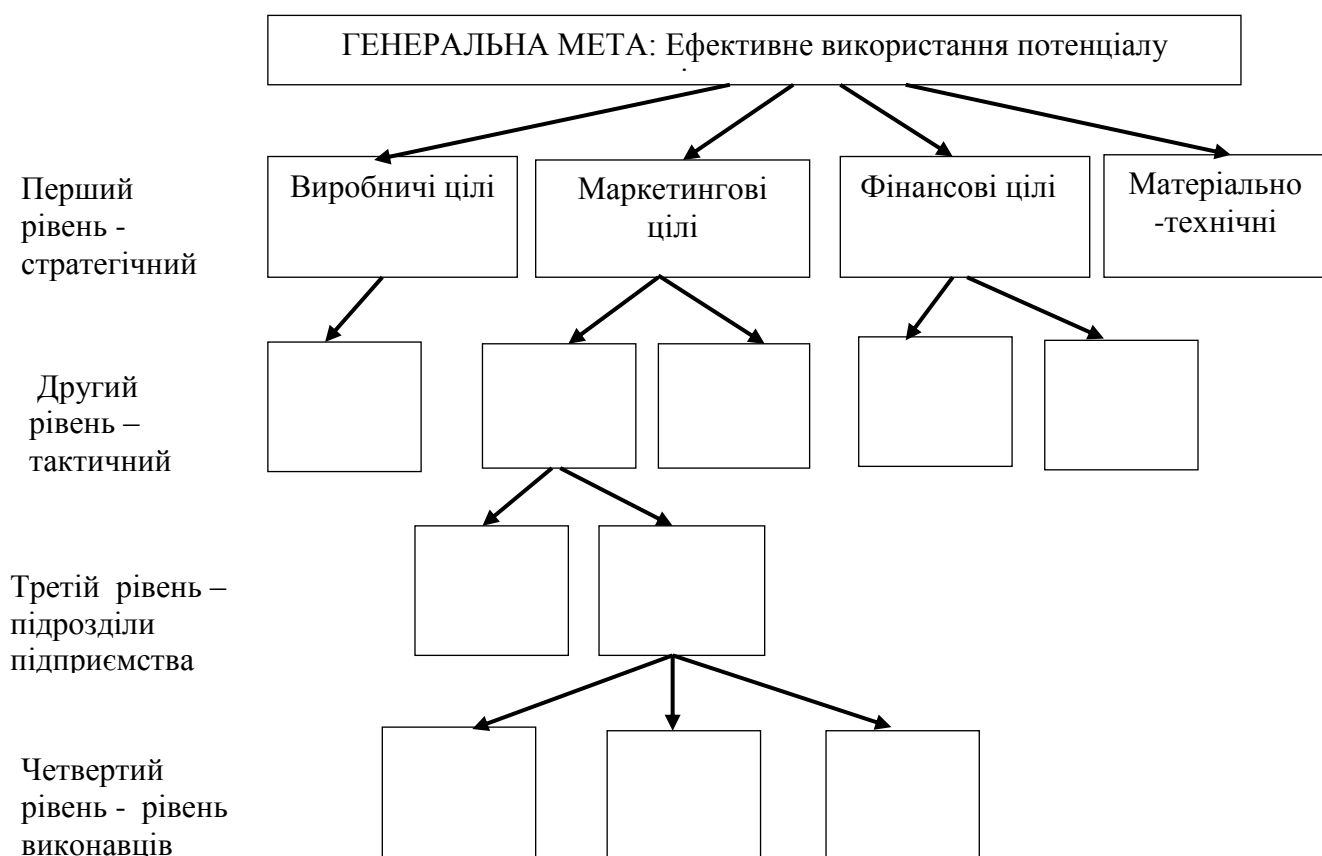 ГЕНЕРАЛЬНА МЕТА: Ефективне використання потенціалу
Перший
рівень -
стратегічний
Виробничі цілі
Маркетингові
цілі
Фінансові цілі
Матеріально
-технічні
Другий
рівень –
тактичний
Третій рівень –
підрозділи
підприємства
Четвертий
рівень - рівень
виконавців